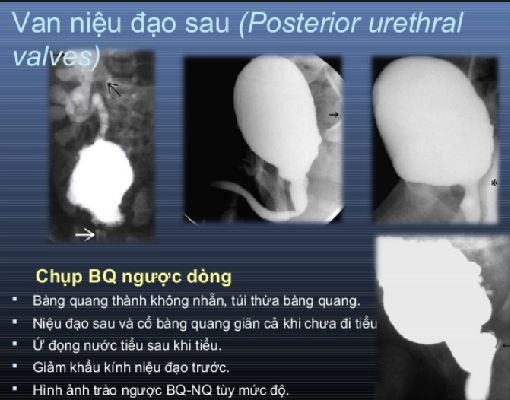 Van niệu đạo sau (Posterior urethral
valves)
Chụp BQ ngược dòng
Bàng quang thành không nhẵn, túi thừa bàng quang.
Niệu đạo sau và cổ bàng quang giãn cả khi chưa đi tiểu
Ứ đọng nước tiểu sau khi tiểu.
Giảm khẩu kính niệu đạo trước.
Hình ảnh trào ngược BQ-NQ tùy mức độ.